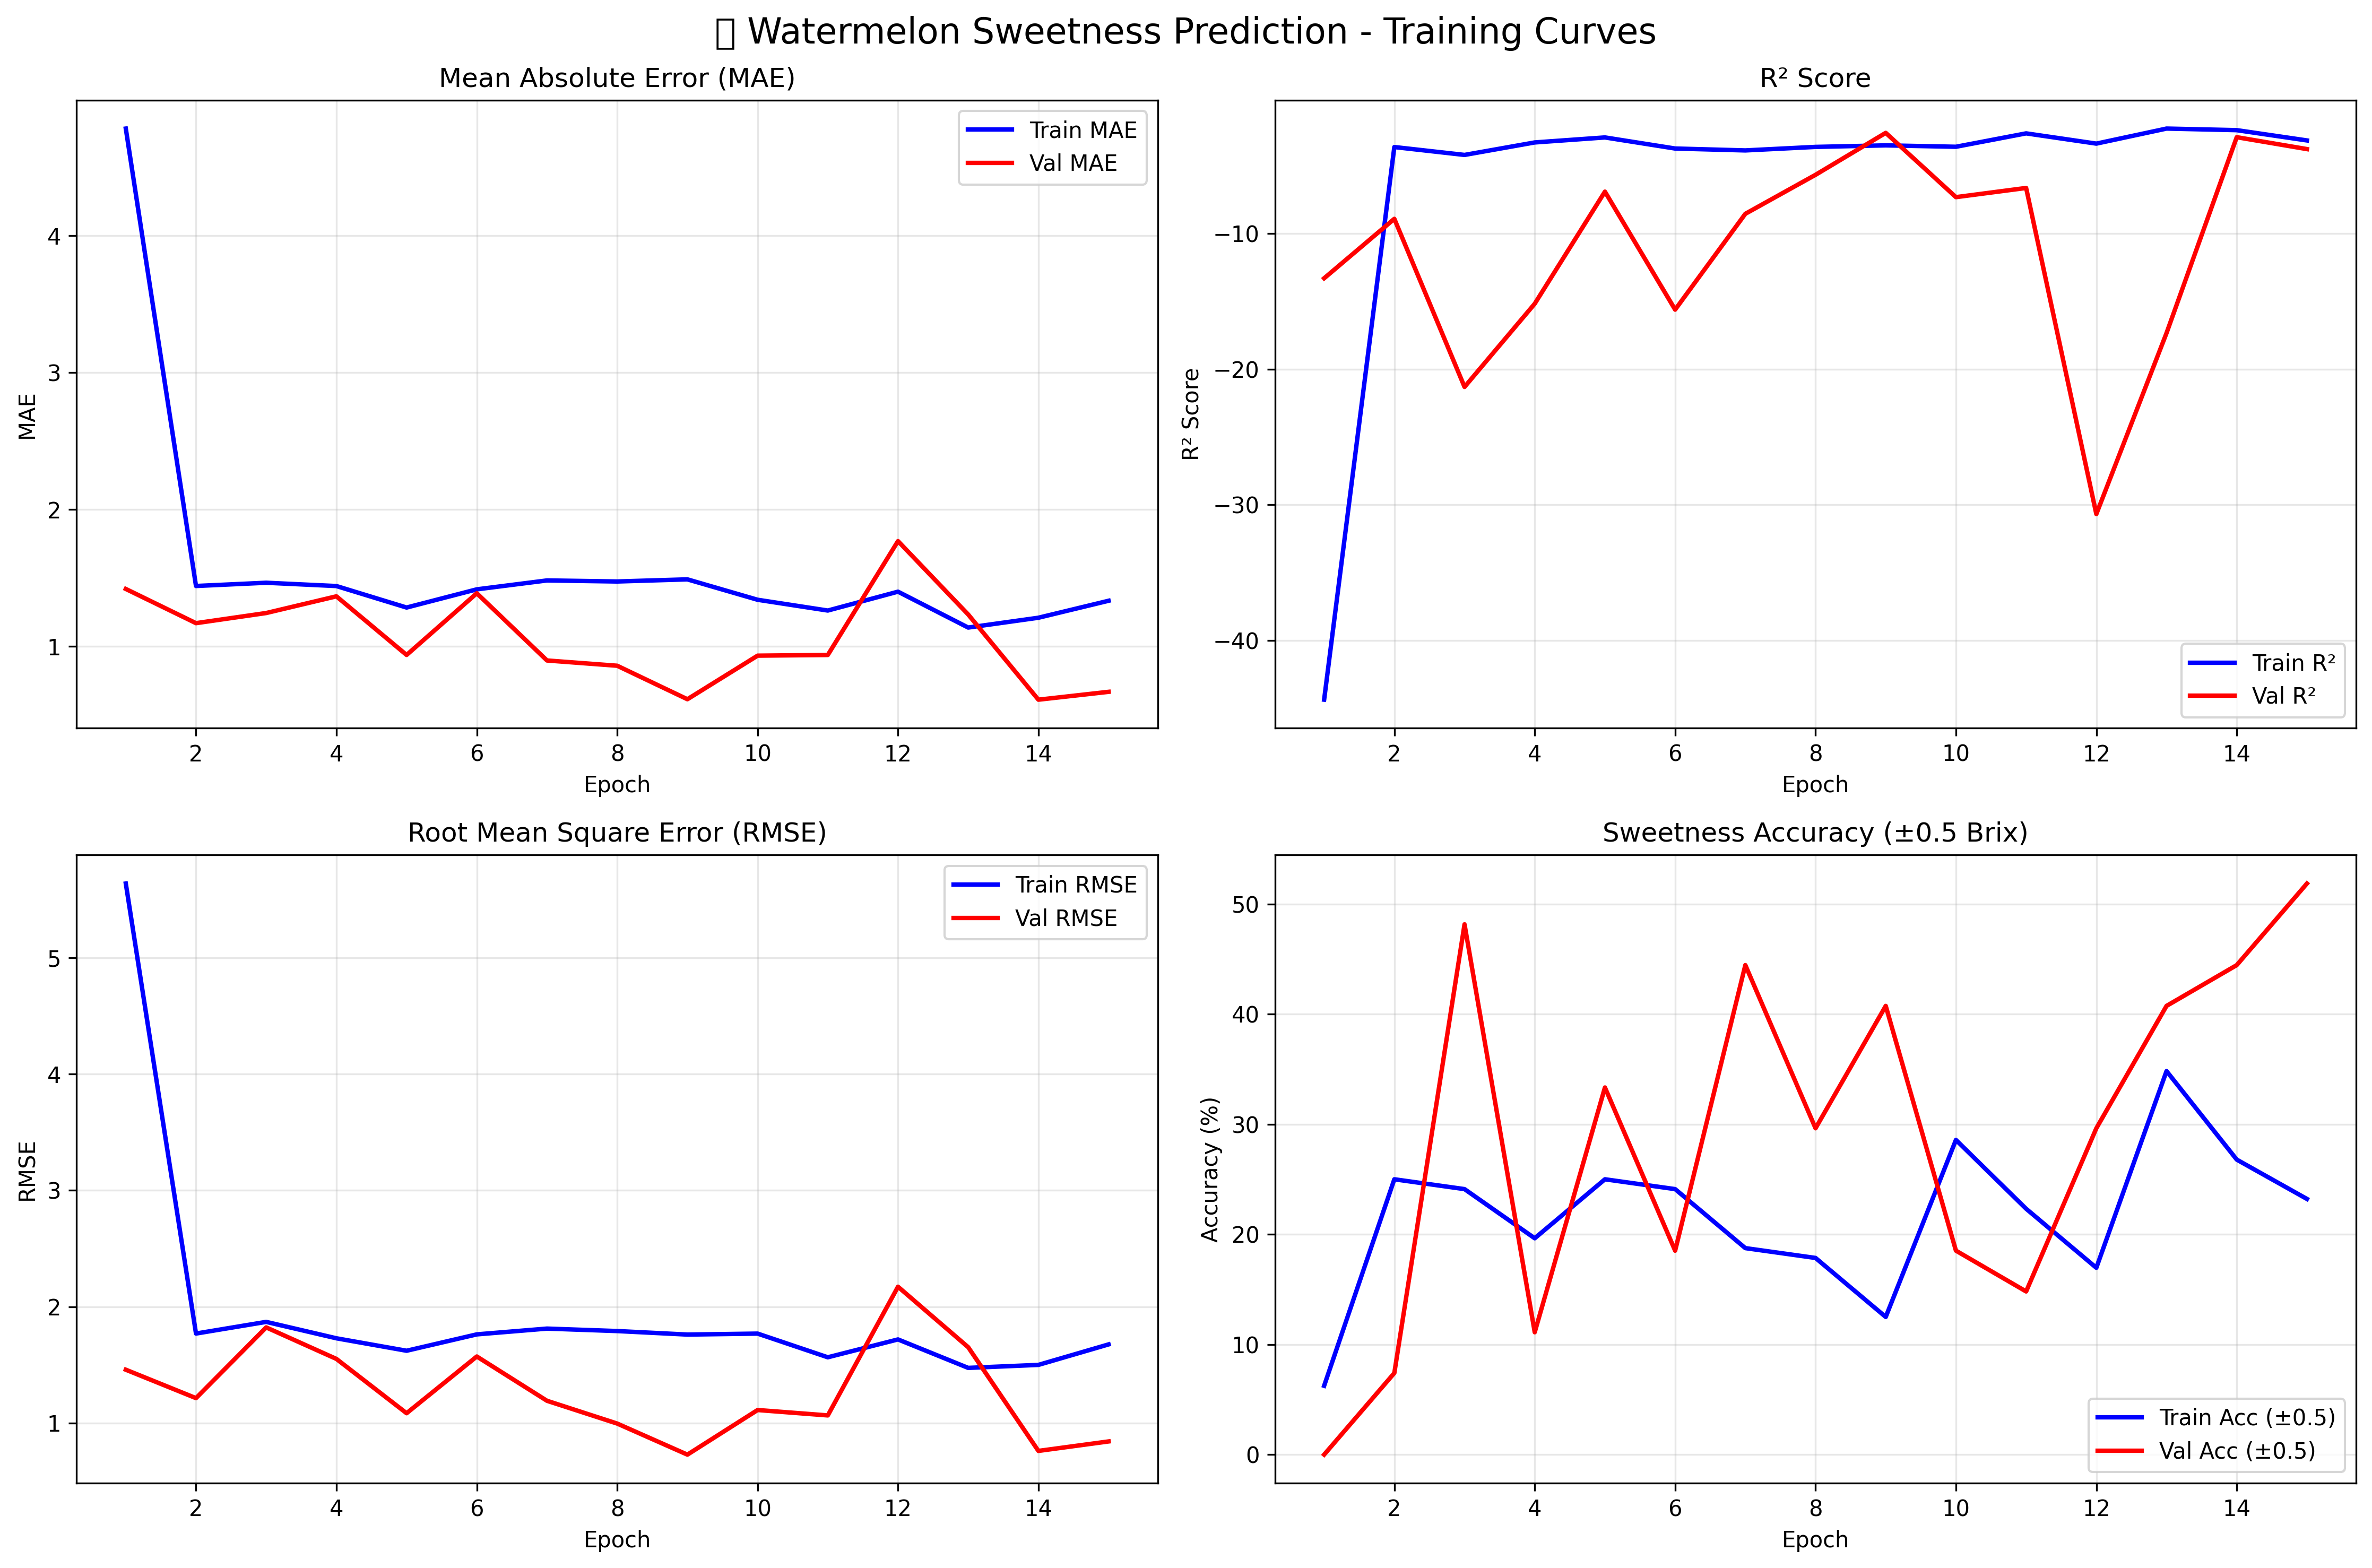 Watermelon Sweetness Prediction - Training Curves
Mean Absolute Error (MAE)
Train MAE
Val MAE
4
3
2
1
MAE
2 4 6 8 10 12 14
Epoch
R² Score
−10
−20
−30
−40
R² Score
Train R²
Val R²
2 4 6 8 10 12 14
Epoch
Root Mean Square Error (RMSE)
Train RMSE
Val RMSE
5
4
3
2
1
RMSE
2 4 6 8 10 12 14
Epoch
Sweetness Accuracy (±0.5 Brix)
50
40
30
20
10
0
Accuracy (%)
Train Acc (±0.5)
Val Acc (±0.5)
2 4 6 8 10 12 14
Epoch